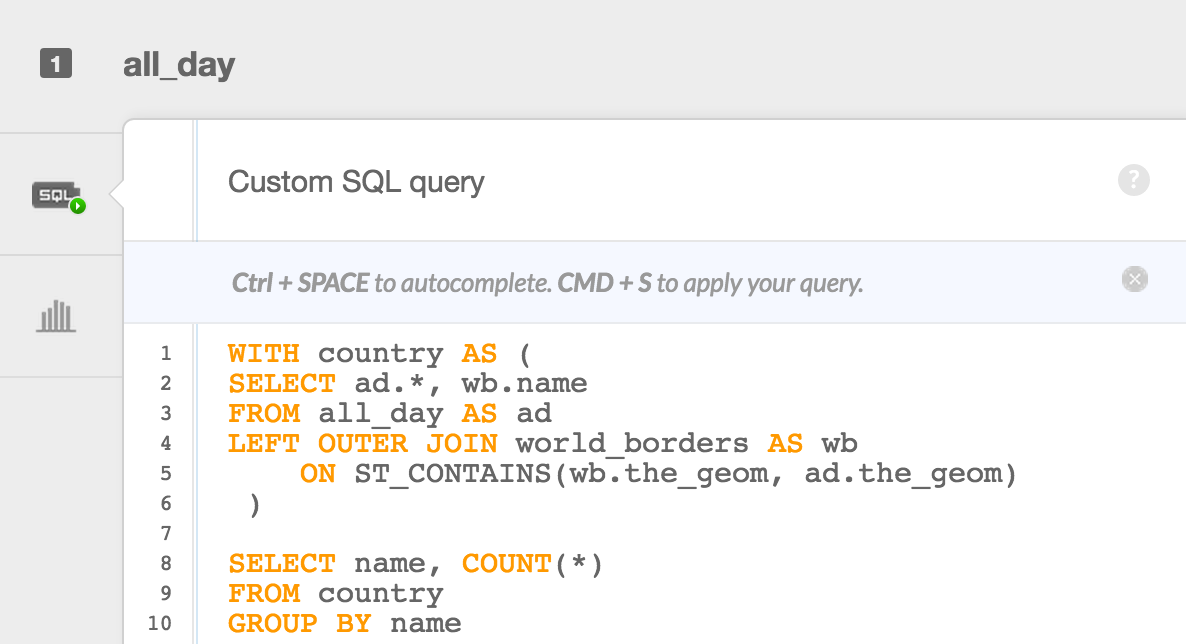 1 all_day
SQL
Custom SQL query
?
Ctrl + SPACE to autocomplete. CMD + S to apply your query.
1 WITH country AS (
2 SELECT ad.*, wb.name
3 FROM all_day AS ad
4 LEFT OUTER JOIN world_borders AS wb
5 ON ST_CONTAINS(wb.the_geom, ad.the_geom)
6 )
7
8 SELECT name, COUNT(*)
9 FROM country
10 GROUP BY name